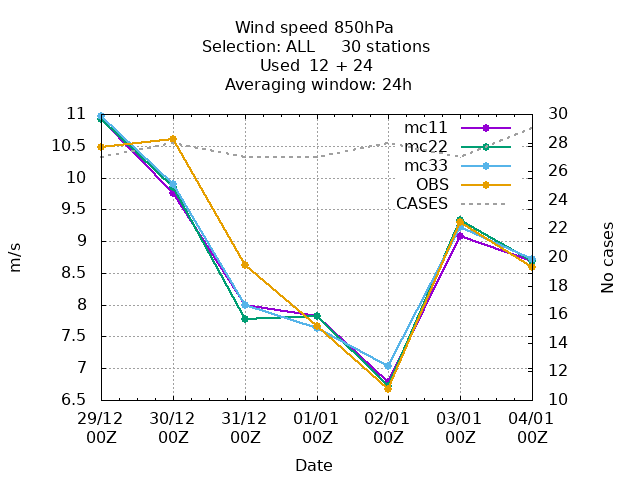 Wind speed 850hPa
Selection: ALL 30 stations
Used 12 + 24
Averaging window: 24h
11
10.5
10
9.5
9
8.5
8
7.5
7
6.5
m/s
30
28
26
24
22
20
18
16
14
12
10
No cases
mc11
mc22
mc33
OBS
CASES
29/12 30/12 31/12 01/01 02/01 03/01 04/01
00Z 00Z 00Z 00Z 00Z 00Z 00Z
Date